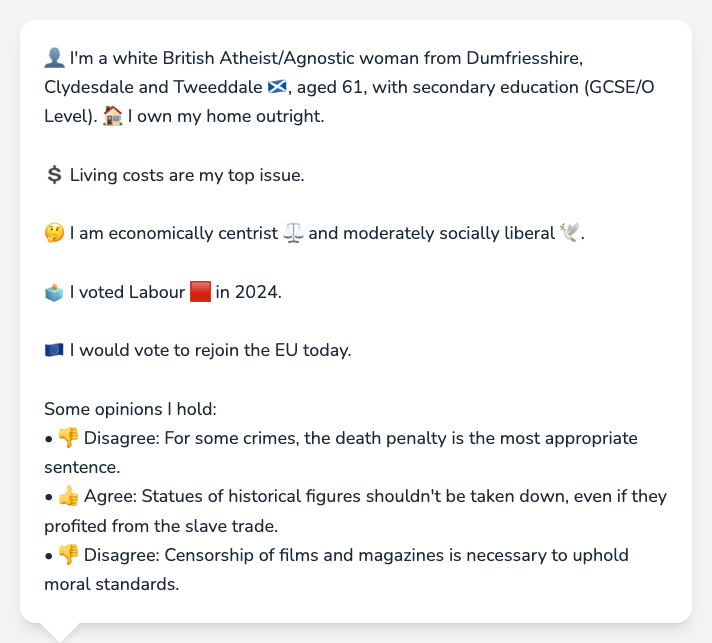 👤 I'm a white British Atheist/Agnostic woman from Dumfriesshire,
Clydesdale and Tweeddale 🏴󠁧󠁢󠁳󠁣󠁴󠁿, aged 61, with secondary education (GCSE/O
Level). 🏠 I own my home outright.
💲 Living costs are my top issue.
🤔 I am economically centrist ⚖️ and moderately socially liberal 🕊️.
🗳️ I voted Labour 🟥 in 2024.
🇪🇺 I would vote to rejoin the EU today.
Some opinions I hold:
• 👎 Disagree: For some crimes, the death penalty is the most appropriate
sentence.
• 👍 Agree: Statues of historical figures shouldn't be taken down, even if they
profited from the slave trade.
• 👎 Disagree: Censorship of films and magazines is necessary to uphold
moral standards.